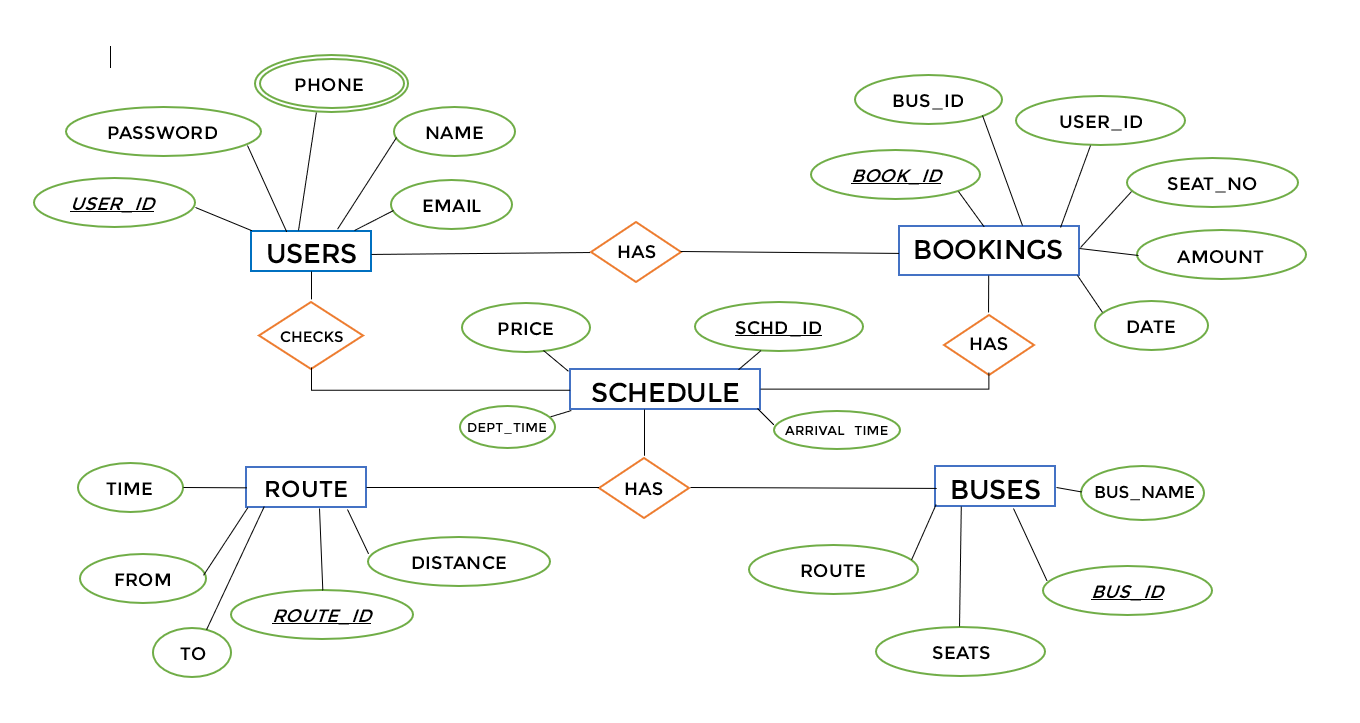 PHONE
PASSWORD
NAME
USER_ID
EMAIL
USERS
HAS
BUS_ID
USER_ID
BOOK_ID
SEAT_NO
BOOKINGS
AMOUNT
DATE
CHECKS
PRICE
SCHD_ID
HAS
SCHEDULE
DEPT_TIME
ARRIVAL TIME
TIME
ROUTE
HAS
BUSES
BUS_NAME
FROM
DISTANCE
ROUTE
BUS_ID
ROUTE_ID
TO
SEATS